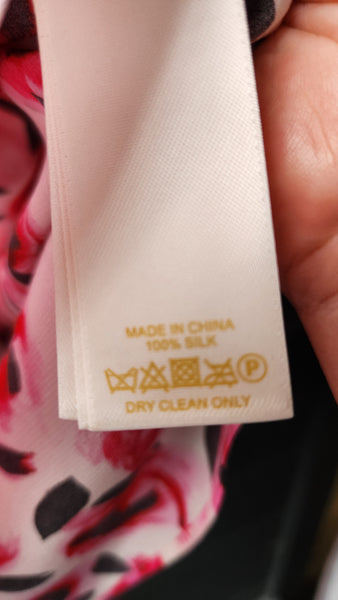 MADE IN CHINA
100% SILK
P
DRY CLEAN ONLY